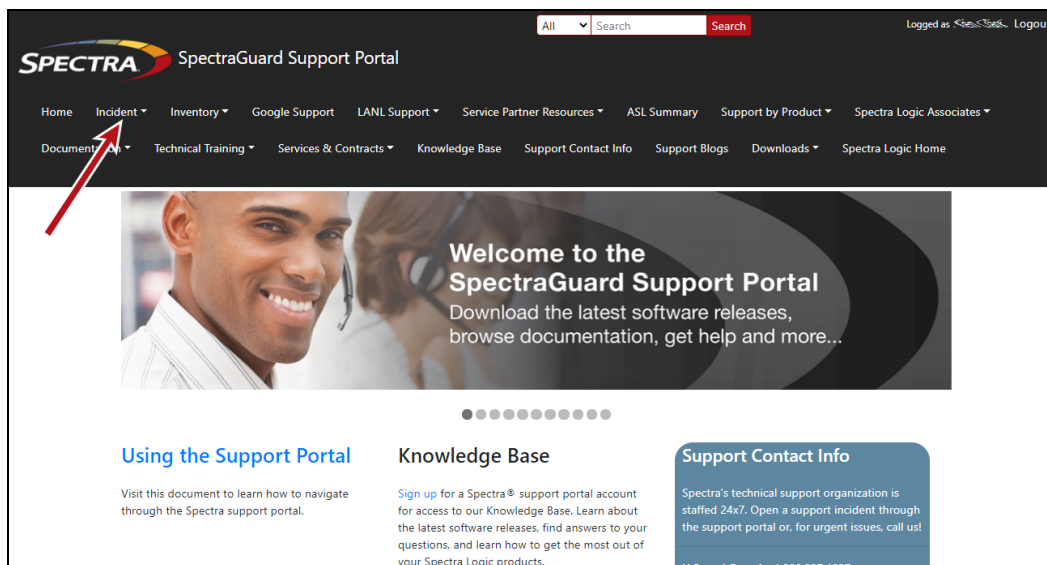 All Search Search Logged as Logou
SPECTRA SpectraGuard Support Portal
Home Incident Inventory Google Support LANL Support Service Partner Resources ASL Summary Support by Product Spectra Logic Associates
Technical Training Services & Contracts Knowledge Base Support Contact Info Support Blogs Downloads Spectra Logic Home
Welcome to the
SpectraGuard Support Portal
Download the latest software releases,
browse documentation, get help and more...
Using the Support Portal
Visit this document to learn how to navigate
through the Spectra support portal.
Knowledge Base
Sign up for a Spectra® support portal account
for access to our Knowledge Base. Learn about
the latest software releases, find answers to your
questions, and learn how to get the most out of
your Spectra Logic products.
Support Contact Info
Spectra's technical support organization is
staffed 24x7. Open a support incident through
the support portal or, for urgent issues, call us!